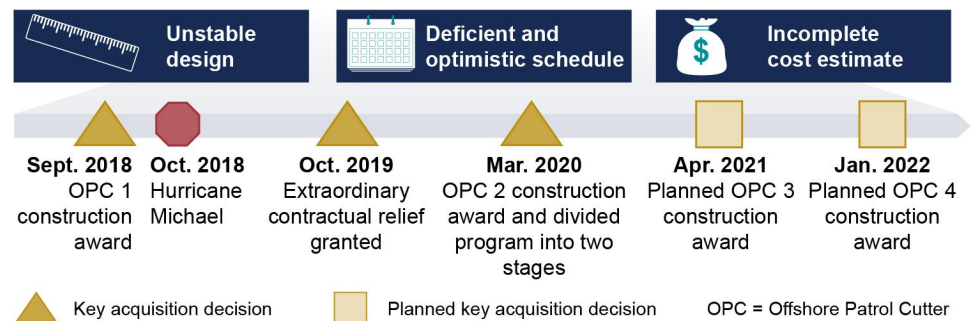 Unstable
design
Deficient and
optimistic schedule
$
Incomplete
cost estimate
Sept. 2018
OPC 1
construction
award
Oct. 2018
Hurricane
Michael
Oct. 2019
Extraordinary
contractual relief
granted
Mar. 2020
OPC 2 construction
award and divided
program into two
stages
Apr. 2021
Planned OPC 3
construction
award
Jan. 2022
Planned OPC 4
construction
award
Key acquisition decision
Planned key acquisition decision
OPC = Offshore Patrol Cutter